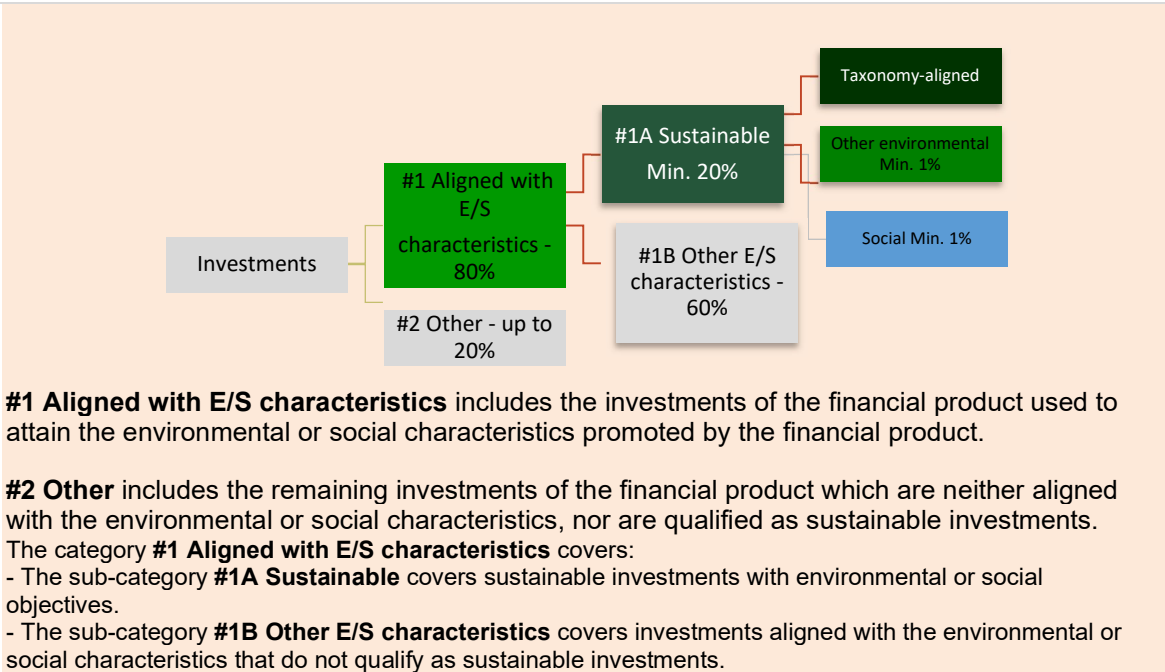 Taxonomy-aligned
#1A Sustainable
Min. 20%
Other environmental
Min. 1%
#1 Aligned with
E/S
characteristics -
80%
Social Min. 1%
Investments
#1B Other E/S
characteristics -
60%
#2 Other - up to
20%
#1 Aligned with E/S characteristics includes the investments of the financial product used to
attain the environmental or social characteristics promoted by the financial product.
#2 Other includes the remaining investments of the financial product which are neither aligned
with the environmental or social characteristics, nor are qualified as sustainable investments.
The category #1 Aligned with E/S characteristics covers:
- The sub-category #1A Sustainable covers sustainable investments with environmental or social
objectives.
- The sub-category #1B Other E/S characteristics covers investments aligned with the environmental or
social characteristics that do not qualify as sustainable investments.